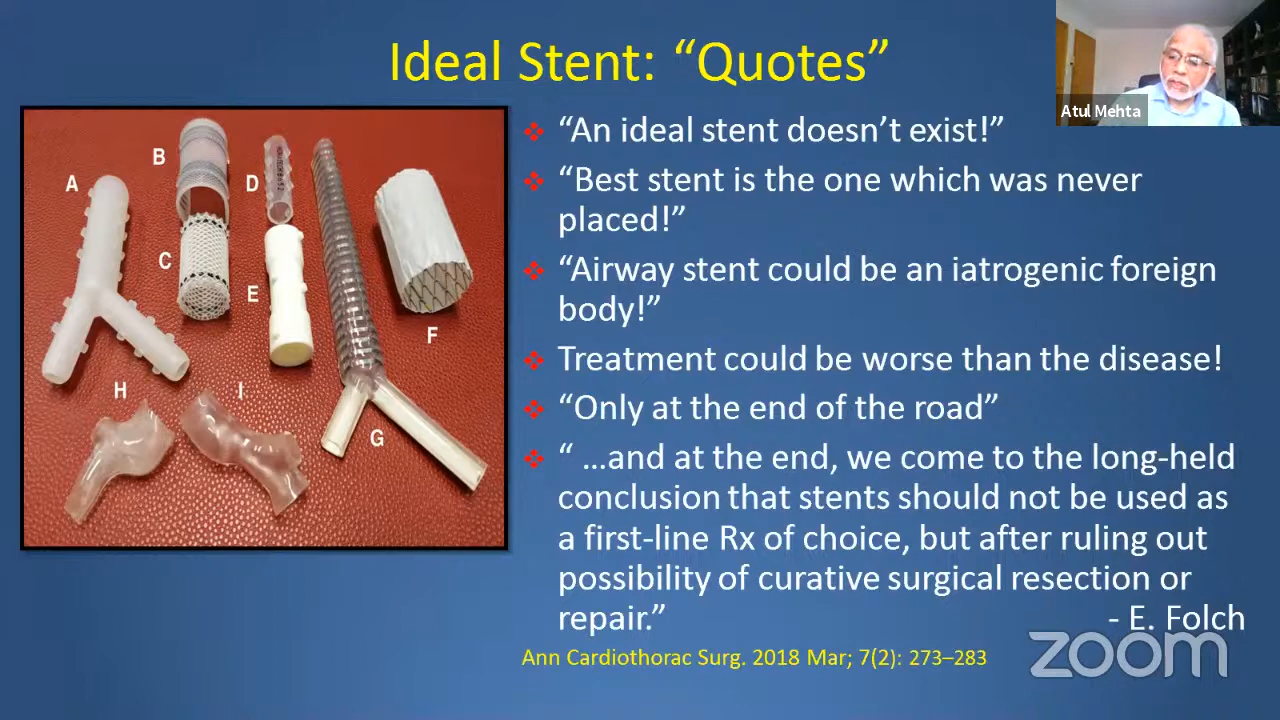 Ideal Stent: “Quotes”
Atul Mehta
“An ideal stent doesn’t exist!”
“Best stent is the one which was never
placed!”
“Airway stent could be an iatrogenic foreign
body!”
Treatment could be worse than the disease!
“Only at the end of the road”
“ …and at the end, we come to the long-held
conclusion that stents should not be used as
a first-line Rx of choice, but after ruling out
possibility of curative surgical resection or
repair.” - E. Folch
Ann Cardiothorac Surg. 2018 Mar; 7(2): 273–283
A
B
C
D
E
F
G
H
I
zoom